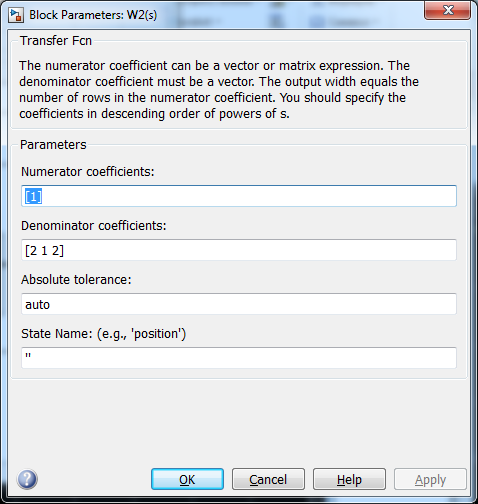 Block Parameters: W2(s)
Transfer Fcn
The numerator coefficient can be a vector or matrix expression. The
denominator coefficient must be a vector. The output width equals the
number of rows in the numerator coefficient. You should specify the
coefficients in descending order of powers of s.
Parameters
Numerator coefficients:
[1]
Denominator coefficients:
[2 1 2]
Absolute tolerance:
auto
State Name: (e.g., 'position')
''
OK Cancel Help Apply